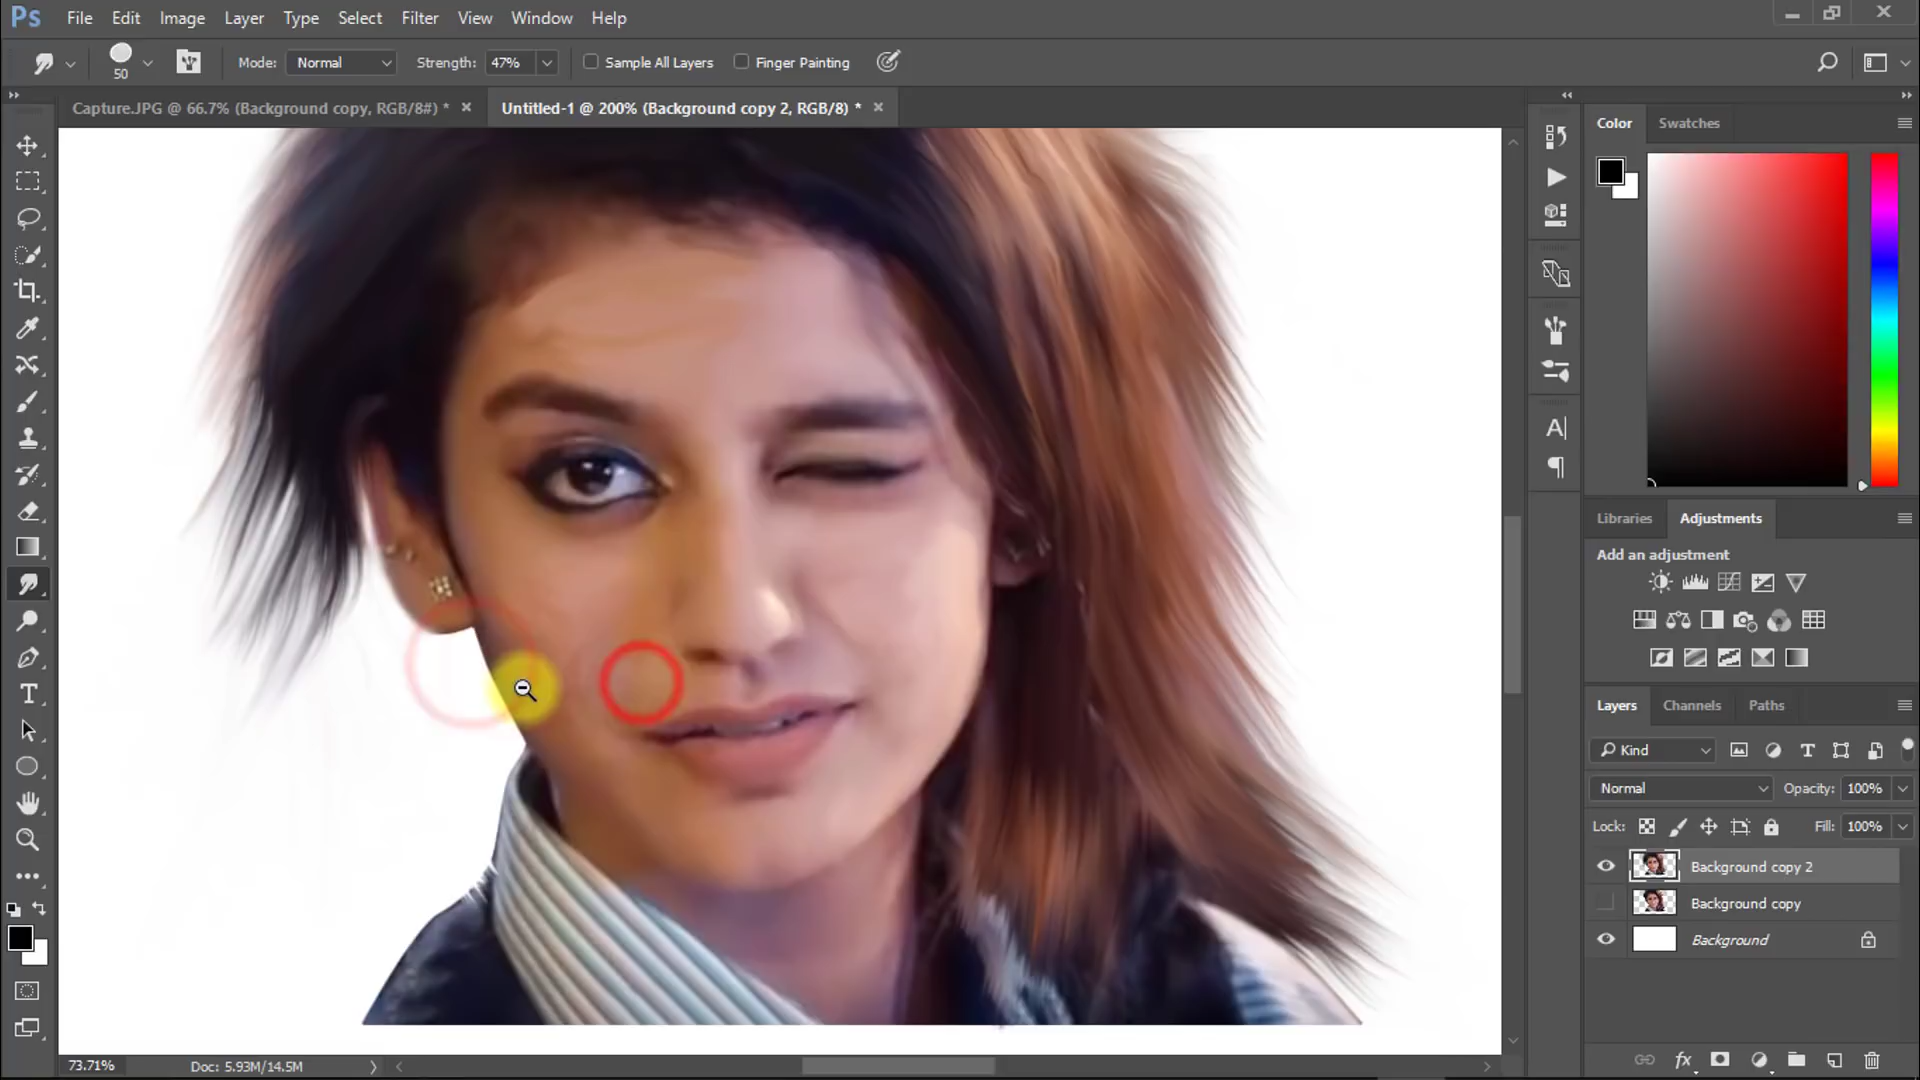 Ps File Edit Image Layer Type Select Filter View Window Help
50 Mode: Normal Strength: 47% Sample All Layers Finger Painting
Capture.JPG @ 66.7% (Background copy, RGB/8#) * Untitled-1 @ 200% (Background copy 2, RGB/8) *
Color Swatches
Libraries Adjustments
Add an adjustment
Layers Channels Paths
Kind
Normal Opacity: 100%
Lock: Fill: 100%
Background copy 2
Background copy
Background
73.71% Doc: 5.93M/14.5M